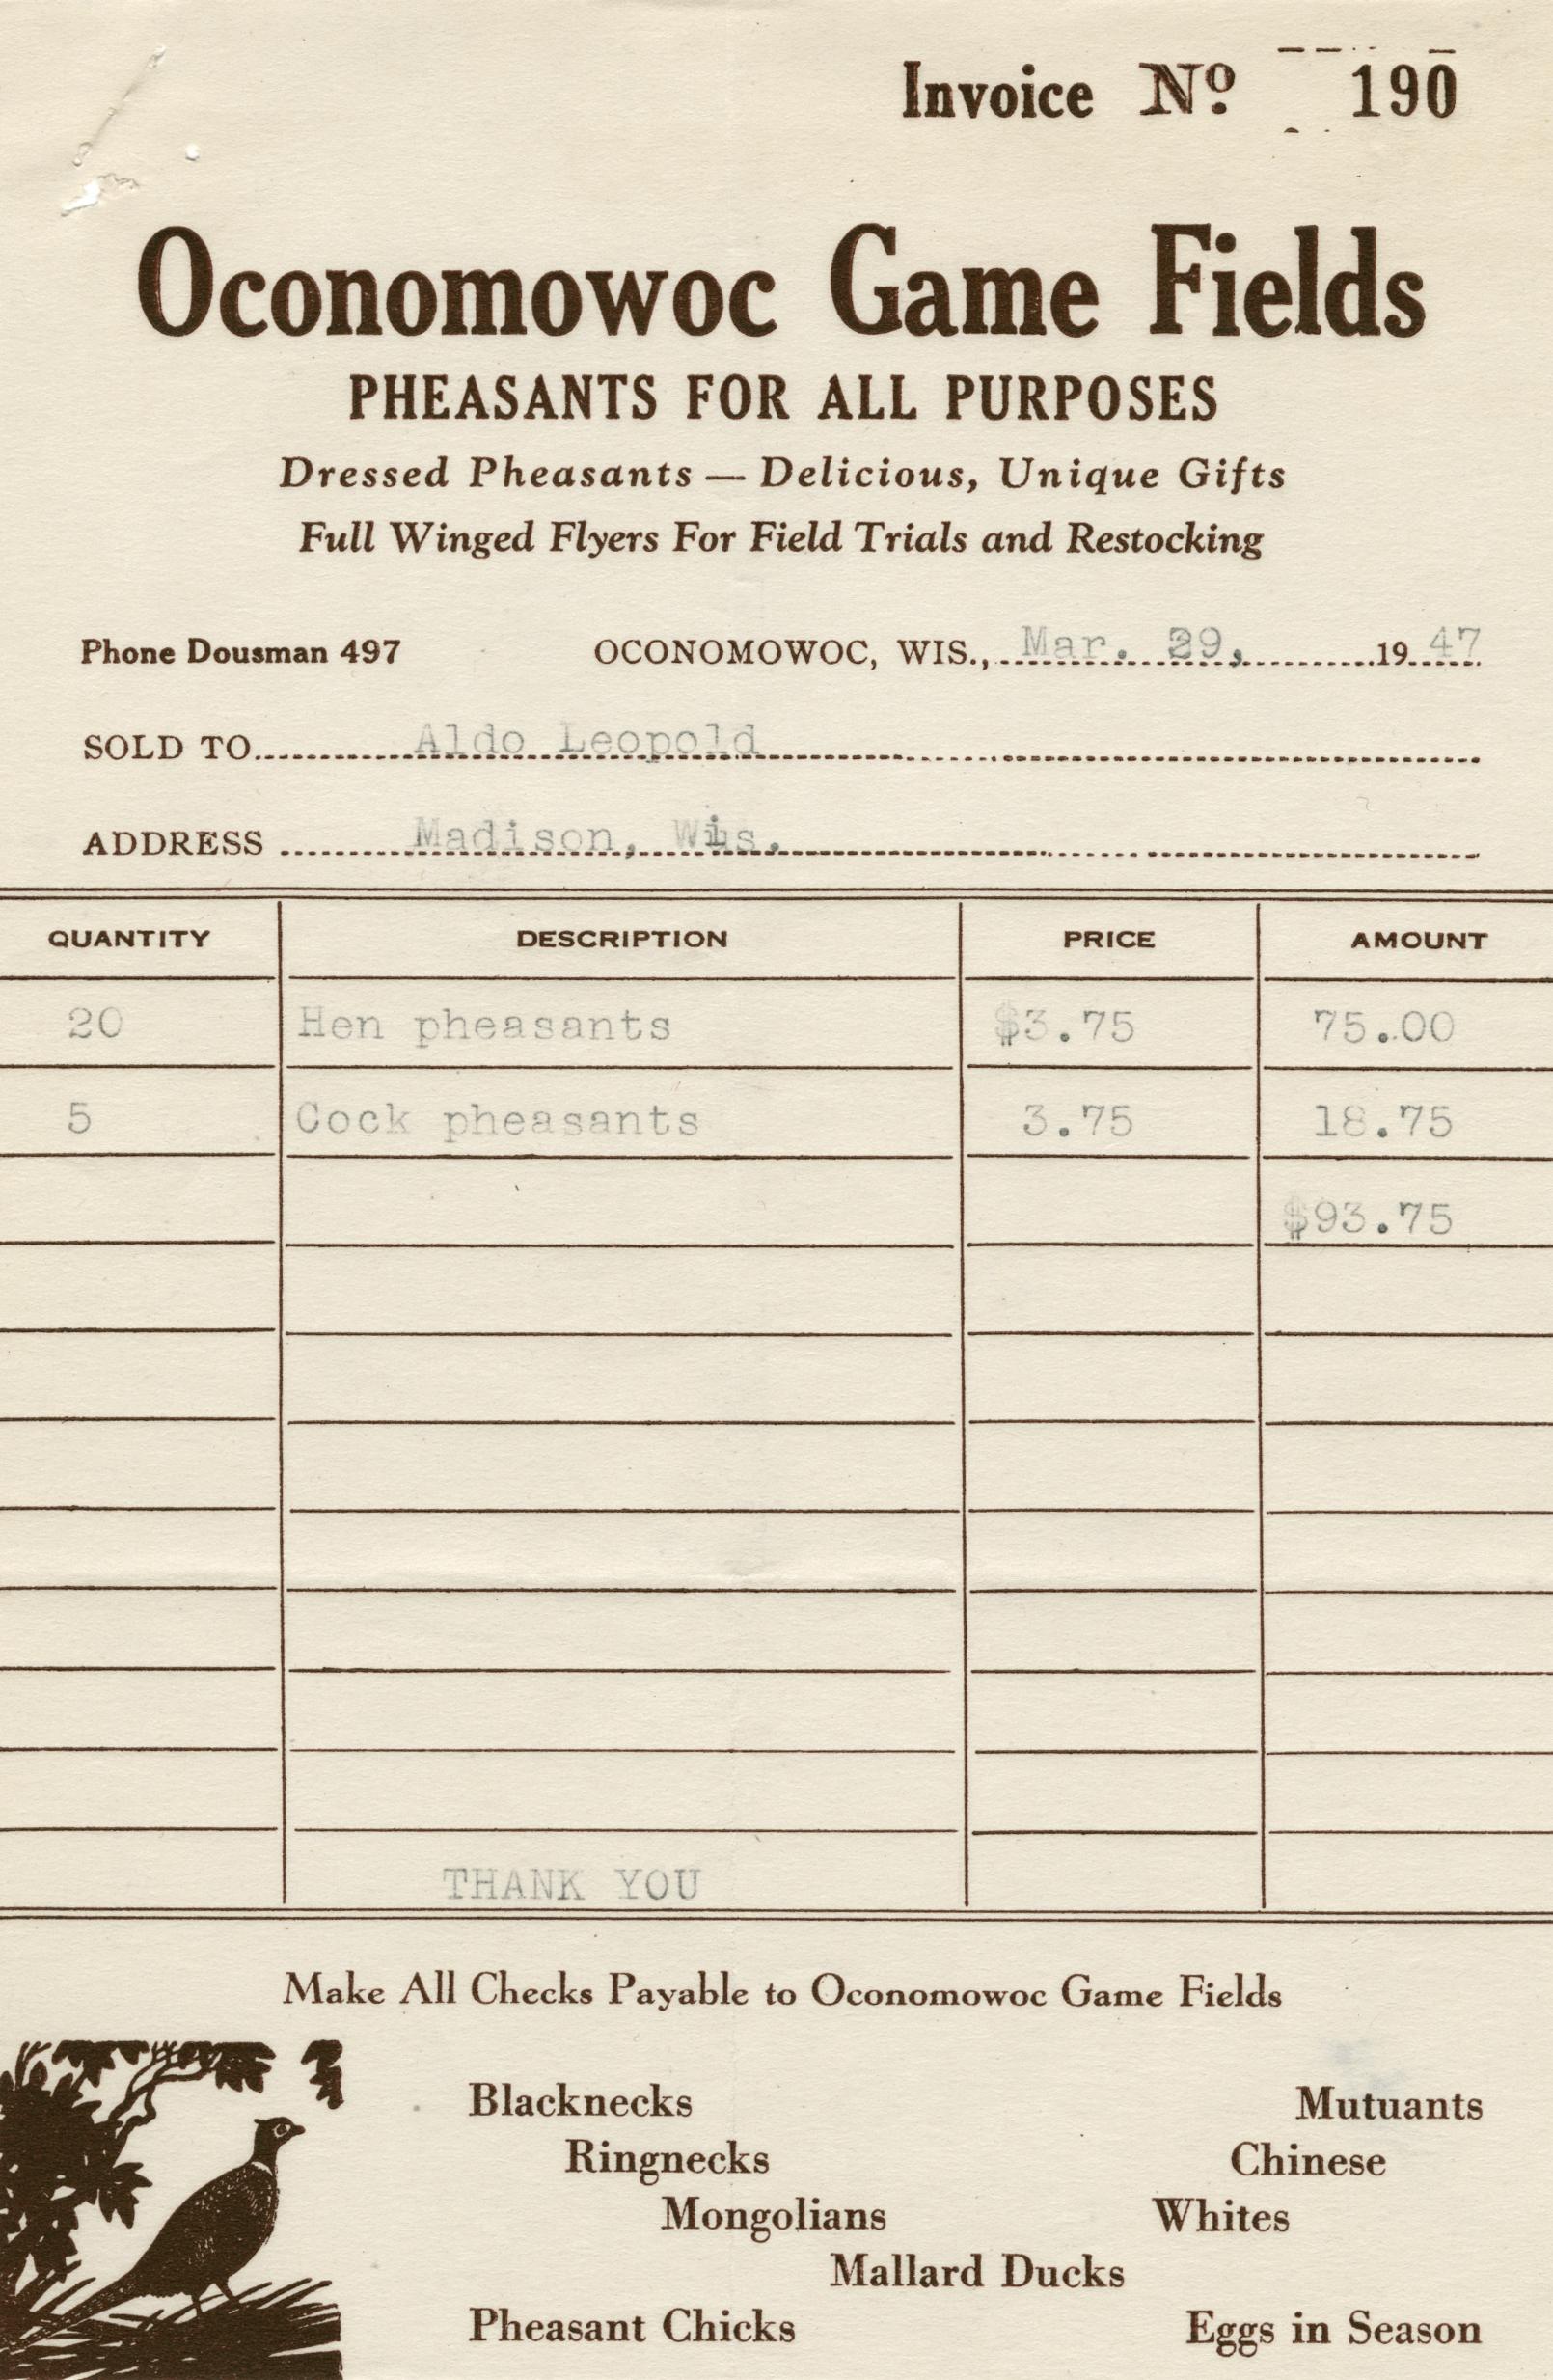 Invoice Nº 190
Oconomowoc Game Fields
PHEASANTS FOR ALL PURPOSES
Dressed Pheasants — Delicious, Unique Gifts
Full Winged Flyers For Field Trials and Restocking
Phone Dousman 497 OCONOMOWOC, WIS., Mar. 29, 19 47
SOLD TO Aldo Leopold
ADDRESS Madison, Wis.
QUANTITY DESCRIPTION PRICE AMOUNT
20 Hen pheasants $3.75 75.00
5 Cock pheasants 3.75 18.75
$93.75
THANK YOU
Make All Checks Payable to Oconomowoc Game Fields
Blacknecks Mutuants
Ringnecks Chinese
Mongolians Whites
Mallard Ducks
Pheasant Chicks Eggs in Season